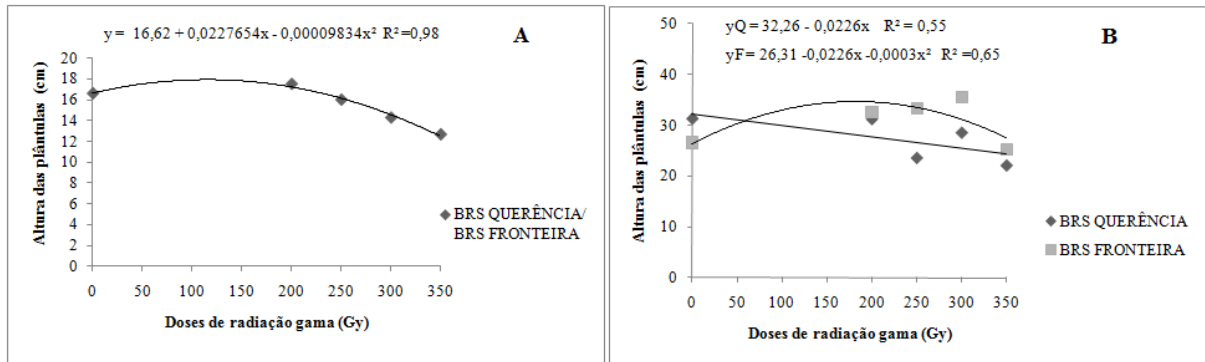 y = 16,62 + 0,0227654x - 0,00009834x² R²=0,98
A
Altura das plântulas (cm)
20
18
16
14
12
10
8
6
4
2
0
0 50 100 150 200 250 300 350
Doses de radiação gama (Gy)
BRS QUERÊNCIA/
BRS FRONTEIRA
yQ = 32,26 - 0,0226x R² = 0,55
yF= 26,31 -0,0226x -0,0003x² R² =0,65
B
Altura das plântulas (cm)
50
40
30
20
10
0
0 50 100 150 200 250 300 350
Doses de radiação gama (Gy)
BRS QUERÊNCIA
BRS FRONTEIRA